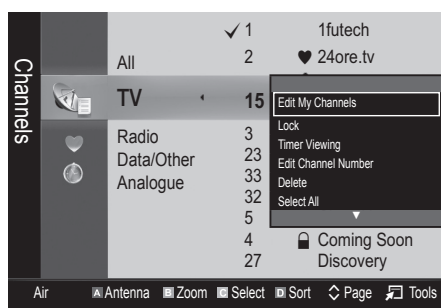 Channels
All
TV
Radio
Data/Other
Analogue
1 1futech
2 24ore.tv
15
3
23
33
32
5
4 Coming Soon
27 Discovery
Edit My Channels
Lock
Timer Viewing
Edit Channel Number
Delete
Select All
Air A Antenna B Zoom C Select D Sort Page Tools